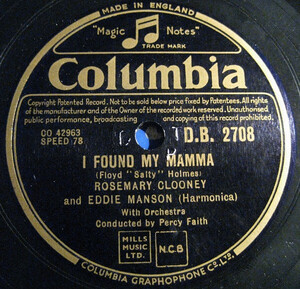 MADE IN ENGLAND
"Magic Notes"
TRADE MARK
Columbia
Copyright Patented Record. Not to be sold below price fixed by Patentees. All rights
of the manufacturer and of the Owner of the recorded work reserved. Unauthorised
public performance, broadcasting and copying of this record prohibited.
CO 42963
SPEED 78
D.B. 2708
I FOUND MY MAMMA
(Floyd "Salty" Holmes)
ROSEMARY CLOONEY
and EDDIE MANSON (Harmonica)
With Orchestra
Conducted by Percy Faith
MILLS
MUSIC
LTD.
N.C.B
COLUMBIA GRAPHOPHONE Co. LTD.